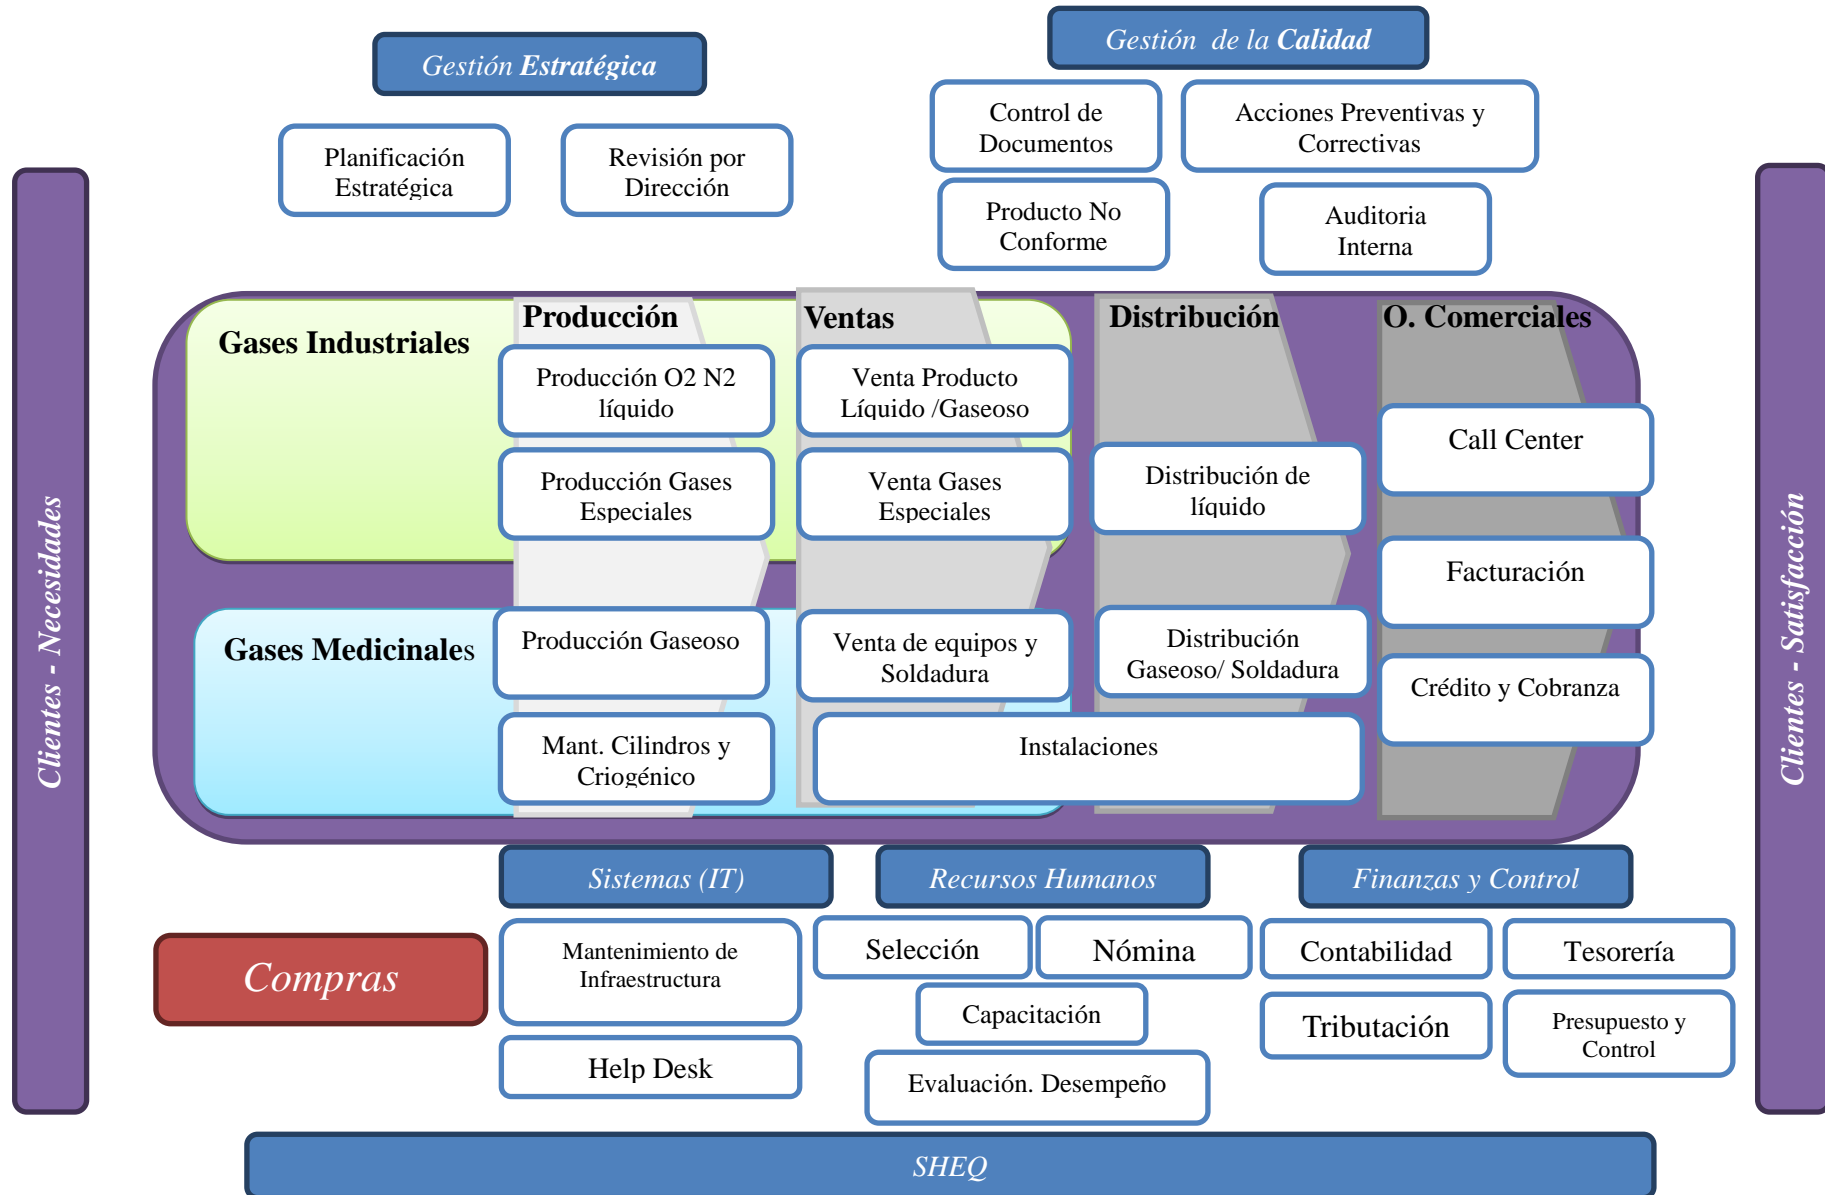 Gestión Estratégica
Gestión de la Calidad
Planificación
Estratégica
Revisión por
Dirección
Control de
Documentos
Acciones Preventivas y
Correctivas
Producto No
Conforme
Auditoria
Interna
Clientes - Necesidades
Gases Industriales
Producción
Ventas
Distribución
O. Comerciales
Producción O2 N2
líquido
Venta Producto
Líquido /Gaseoso
Producción Gases
Especiales
Venta Gases
Especiales
Distribución de
líquido
Call Center
Facturación
Gases Medicinales
Producción Gaseoso
Venta de equipos y
Soldadura
Distribución
Gaseoso/ Soldadura
Crédito y Cobranza
Mant. Cilindros y
Criogénico
Instalaciones
Clientes - Satisfacción
Sistemas (IT)
Recursos Humanos
Finanzas y Control
Compras
Mantenimiento de
Infraestructura
Help Desk
Selección
Nómina
Capacitación
Evaluación. Desempeño
Contabilidad
Tesorería
Tributación
Presupuesto y
Control
SHEQ